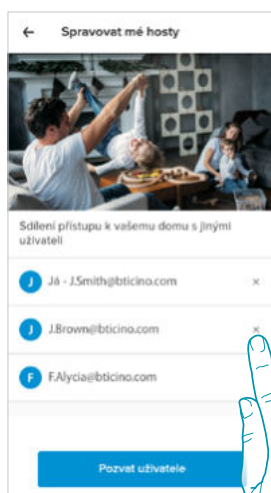 Spravovat mé hosty
Sdílení přístupu k vašemu domu s jinými
uživateli
J Já - J.Smith@bticino.com ×
J J.Brown@bticino.com ×
F F.Alycia@bticino.com
Pozvat uživatele